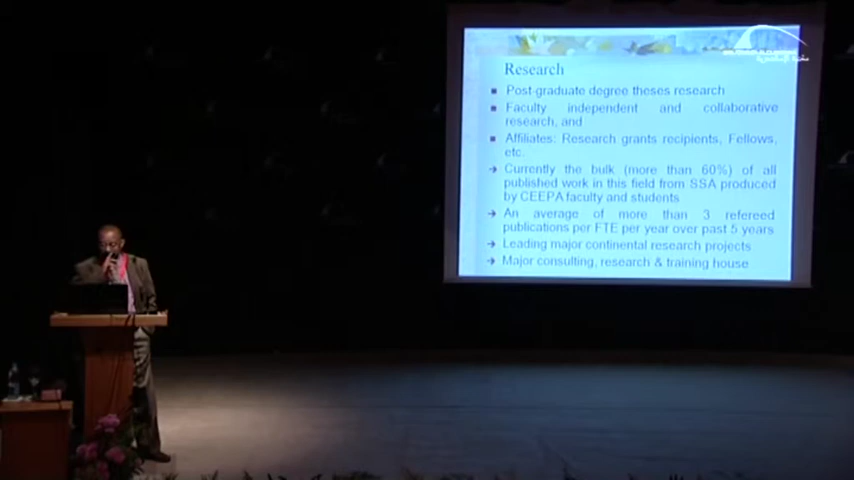 Research
Post-graduate degree theses research
Faculty independent and collaborative
research, and
Affiliates: Research grants recipients, Fellows,
etc.
Currently the bulk (more than 60%) of all
published work in this field from SSA produced
by CEEPA faculty and students
An average of more than 3 refereed
publications per FTE per year over past 5 years
Leading major continental research projects
Major consulting, research & training house